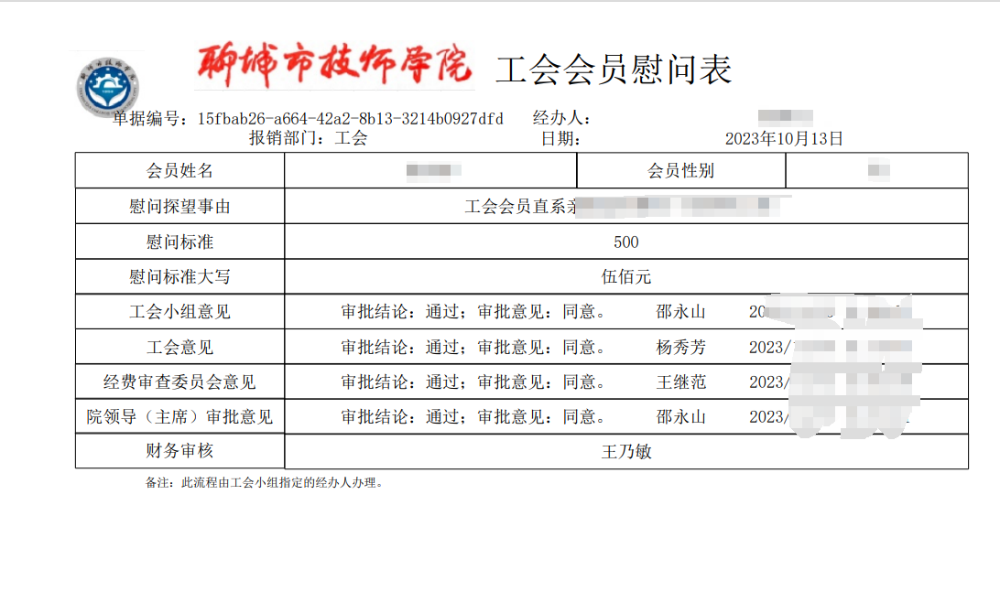 聊城市技师学院 工会会员慰问表
单据编号：15fbab26-a664-42a2-8b13-3214b0927dfd 经办人：
报销部门：工会 日期： 2023年10月13日
会员姓名 会员性别
慰问探望事由 工会会员直系亲
慰问标准 500
慰问标准大写 伍佰元
工会小组意见 审批结论：通过；审批意见：同意。 邵永山 20
工会意见 审批结论：通过；审批意见：同意。 杨秀芳 2023/
经费审查委员会意见 审批结论：通过；审批意见：同意。 王继范 2023/
院领导（主席）审批意见 审批结论：通过；审批意见：同意。 邵永山 2023/
财务审核 王乃敏
备注：此流程由工会小组指定的经办人办理。